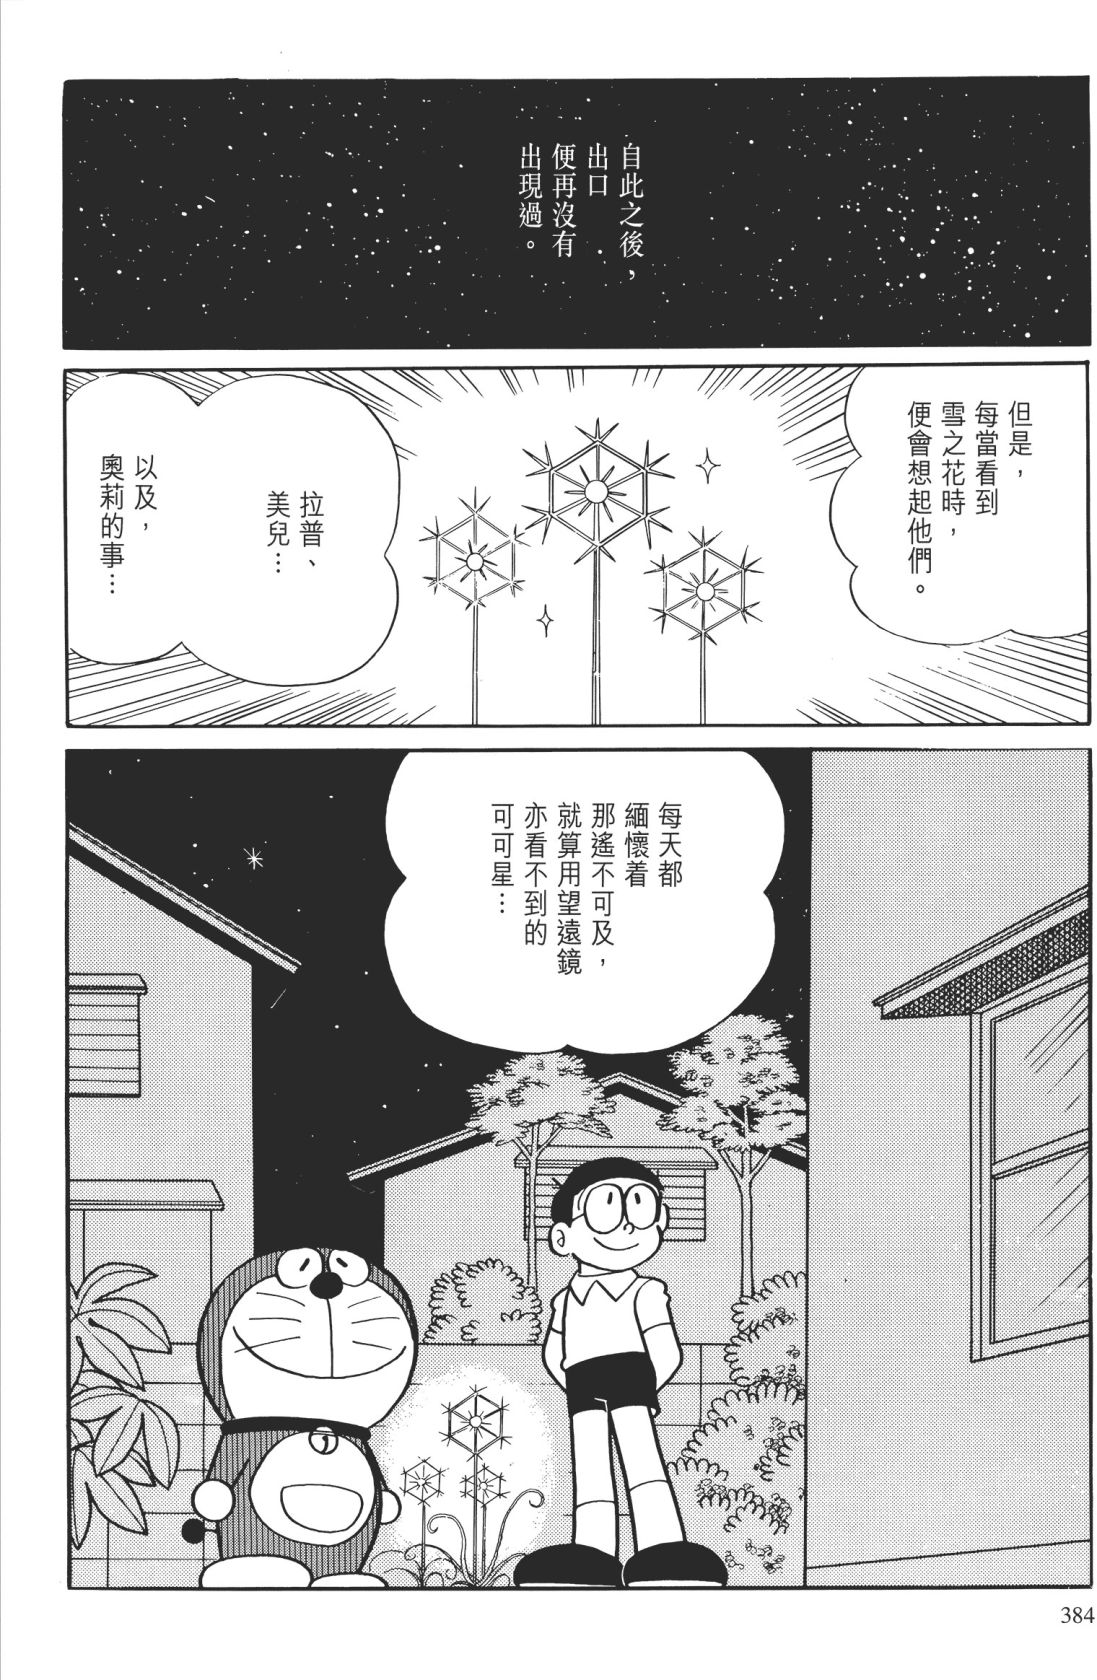 自此之後，
出口
便再沒有
出現過。
但是，
每當看到
雪之花時，
便會想起他們。
拉普、
美兒…
以及，
奧莉的事…
每天都
緬懷着
那遙不可及，
就算用望遠鏡
亦看不到的
可可星…
384